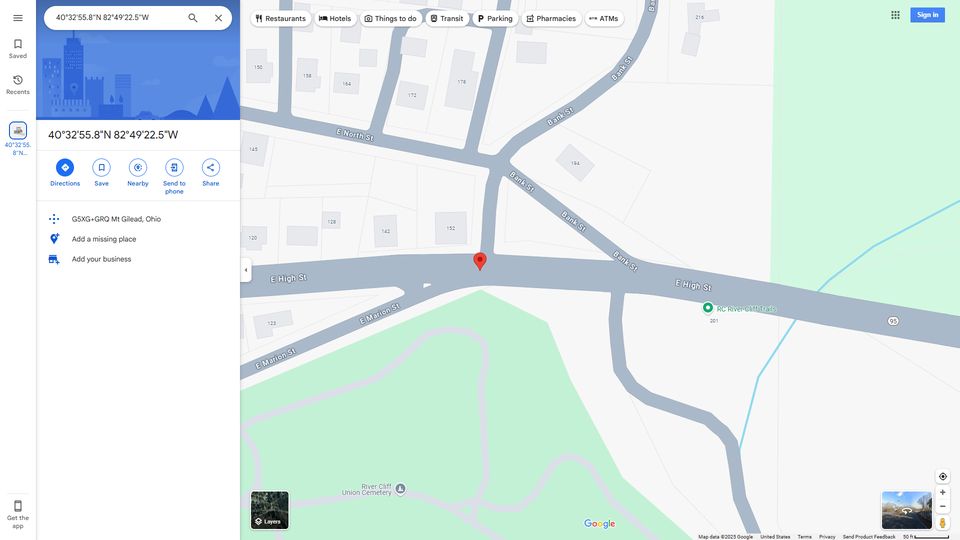 40°32'55.8"N 82°49'22.5"W
Restaurants
Hotels
Things to do
Transit
Parking
Pharmacies
ATMs
Sign in
Saved
Recents
40°32'55.
8"N...
40°32'55.8"N 82°49'22.5"W
Directions
Save
Nearby
Send to
phone
Share
G5XG+GRQ Mt Gilead, Ohio
Add a missing place
Add your business
Get the
app
216
Bank St
Bank St
150
158
164
172
178
Bank St
E North St
145
194
Bank St
Bank St
120
128
142
152
Bank St
E High St
E High St
RC River Cliff Trails
201
95
E Marion St
123
E Marion St
River Cliff
Union Cemetery
Layers
Google
Map data ©2025 Google
United States
Terms
Privacy
Send Product Feedback
50 ft